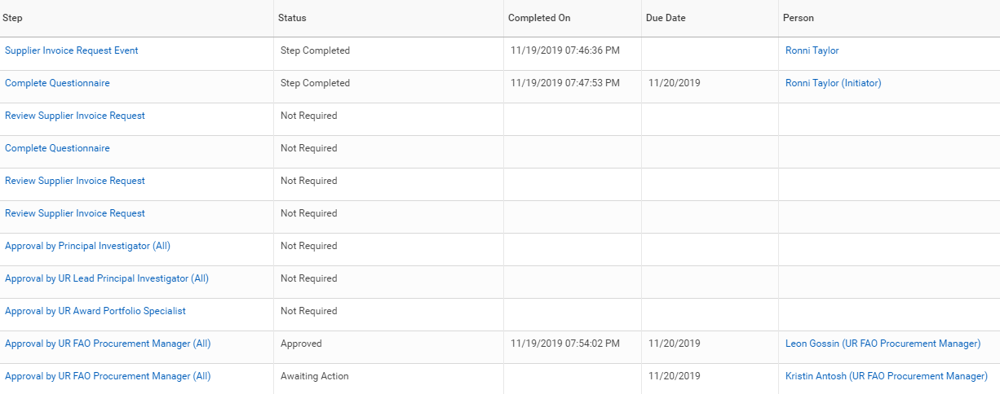 Step Status Completed On Due Date Person
Supplier Invoice Request Event Step Completed 11/19/2019 07:46:36 PM Ronni Taylor
Complete Questionnaire Step Completed 11/19/2019 07:47:53 PM 11/20/2019 Ronni Taylor (Initiator)
Review Supplier Invoice Request Not Required
Complete Questionnaire Not Required
Review Supplier Invoice Request Not Required
Review Supplier Invoice Request Not Required
Approval by Principal Investigator (All) Not Required
Approval by UR Lead Principal Investigator (All) Not Required
Approval by UR Award Portfolio Specialist Not Required
Approval by UR FAO Procurement Manager (All) Approved 11/19/2019 07:54:02 PM 11/20/2019 Leon Gossin (UR FAO Procurement Manager)
Approval by UR FAO Procurement Manager (All) Awaiting Action 11/20/2019 Kristin Antosh (UR FAO Procurement Manager)